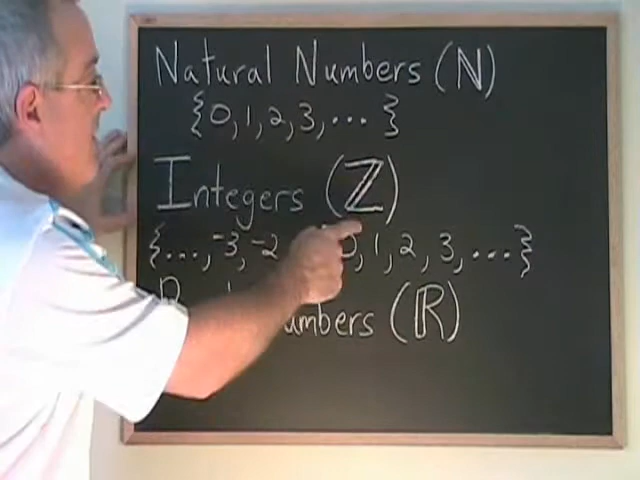 Natural Numbers (ℕ)
{0, 1, 2, 3, ... }
Integers (ℤ)
{..., -3, -2 0, 1, 2, 3, ... }
umbers (ℝ)